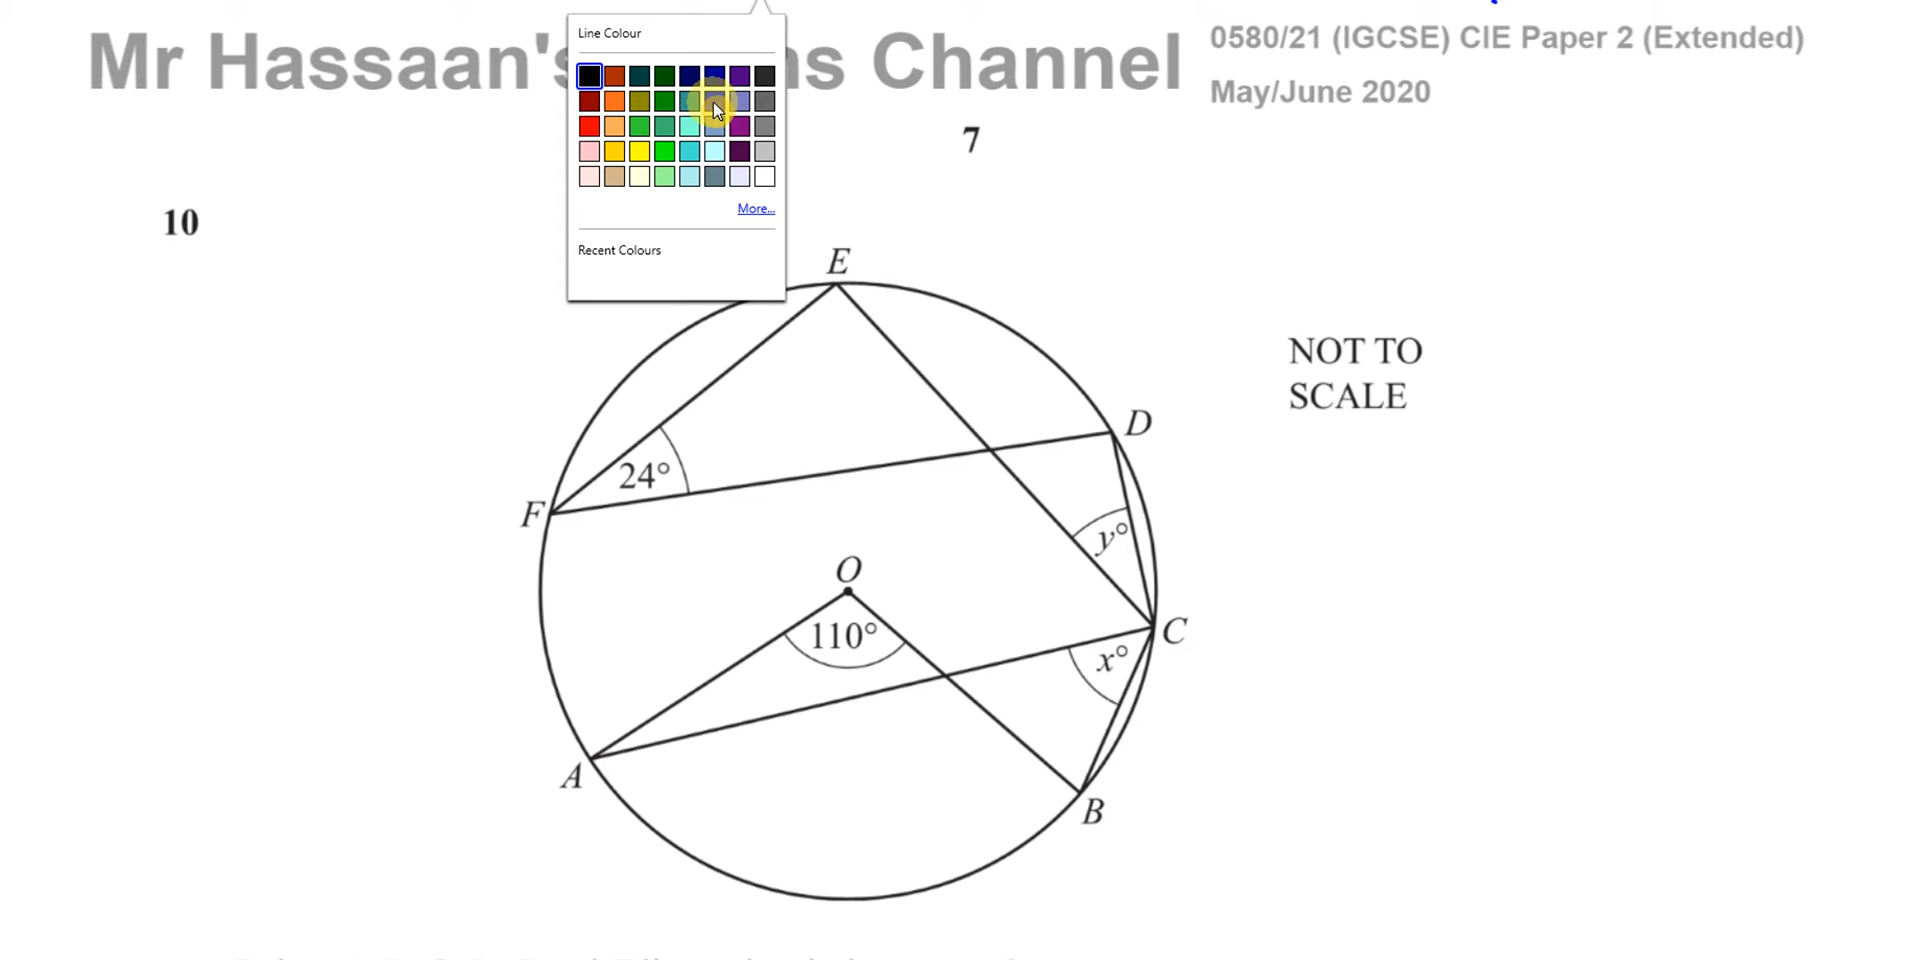 Line Colour
Mr Hassaan's
ns Channel
0580/21 (IGCSE) CIE Paper 2 (Extended)
May/June 2020
7
More...
10
Recent Colours
E
NOT TO
SCALE
D
24°
F
y°
O
110°
C
x°
A
B